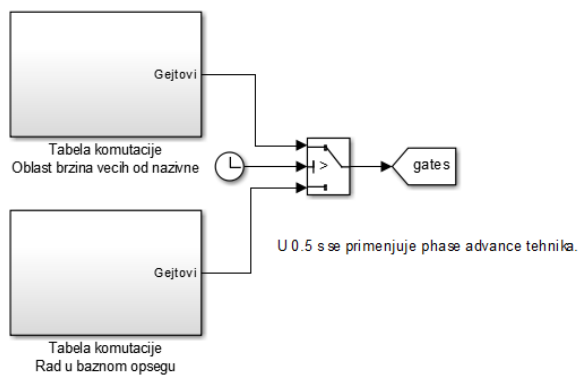 Gejtovi
Tabela komutacije
Oblast brzina vecih od nazivne
>
gates
U 0.5 s se primenjuje phase advance tehnika.
Gejtovi
Tabela komutacije
Rad u baznom opsegu